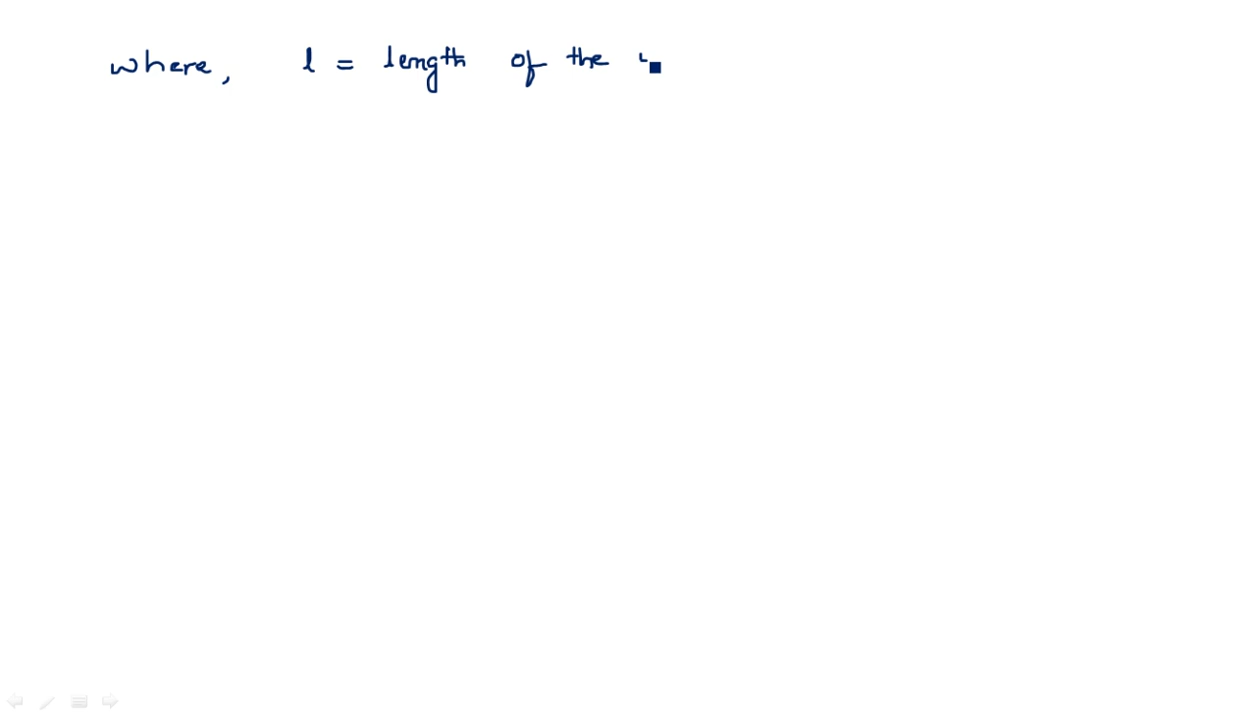 where, l = length of the